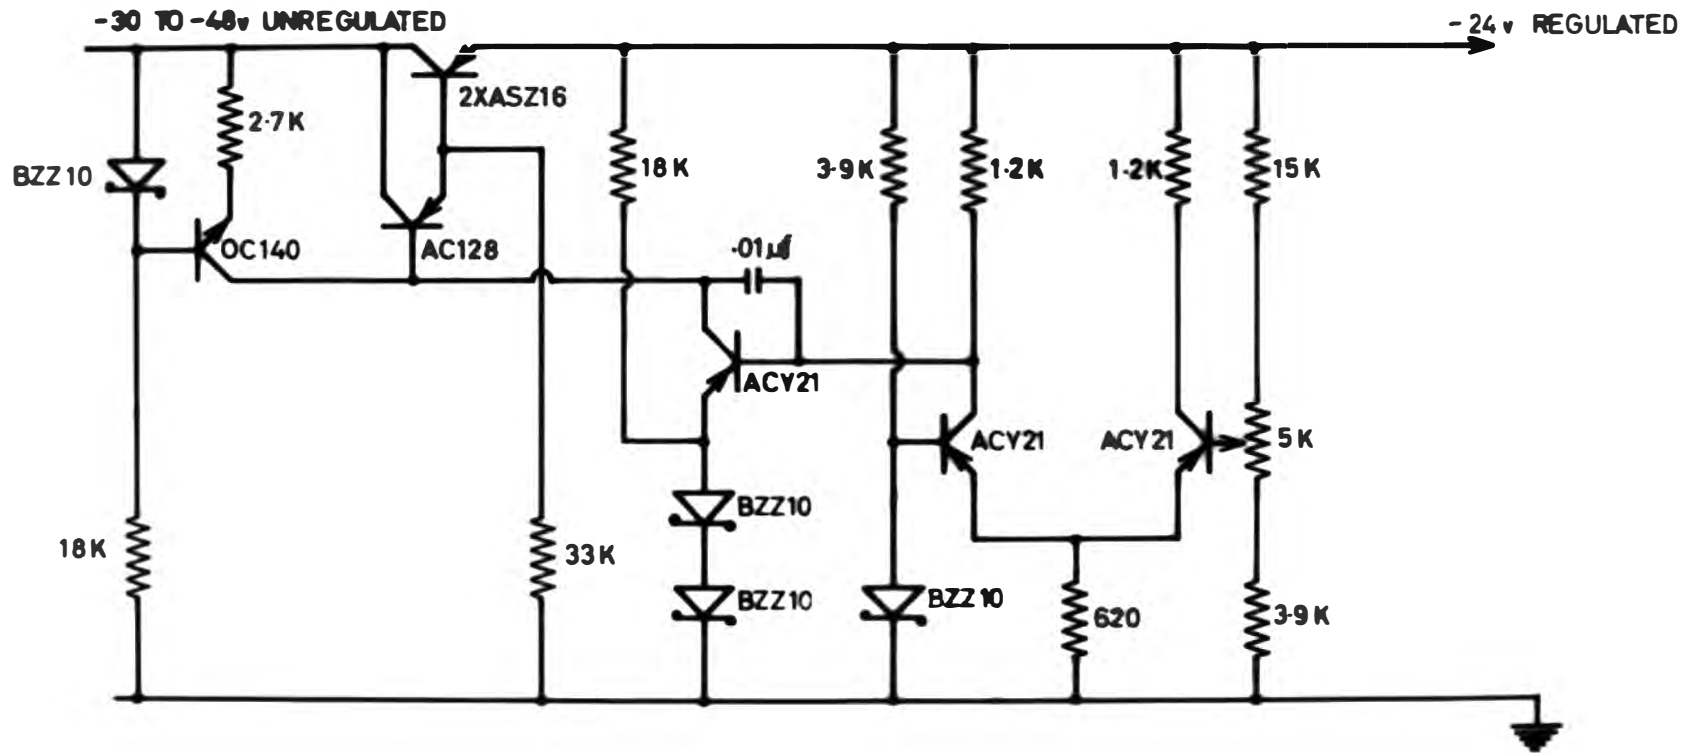 -30 TO -48v UNREGULATED
-24v REGULATED
2XASZ16
2·7K
BZZ10
18K
3·9K
1·2K
1·2K
15K
OC140
AC128
·01µf
ACY21
ACY21
ACY21
5K
BZZ10
18K
33K
BZZ10
BZZ10
620
3·9K